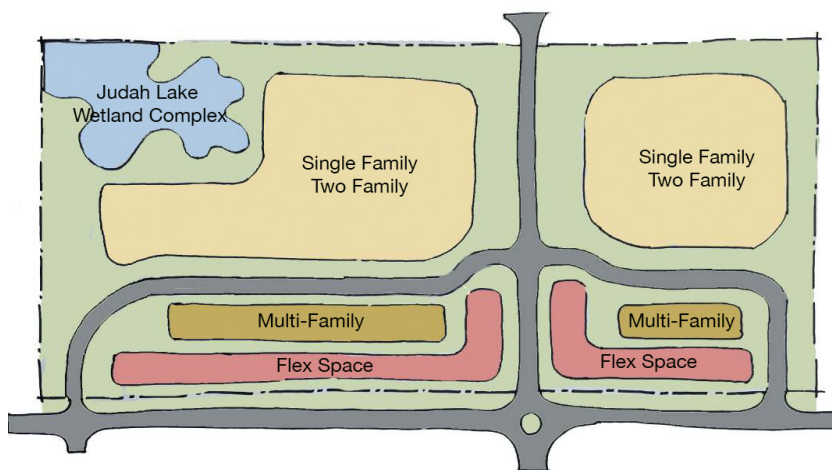 Judah Lake
Wetland Complex
Single Family
Two Family
Single Family
Two Family
Multi-Family
Multi-Family
Flex Space
Flex Space